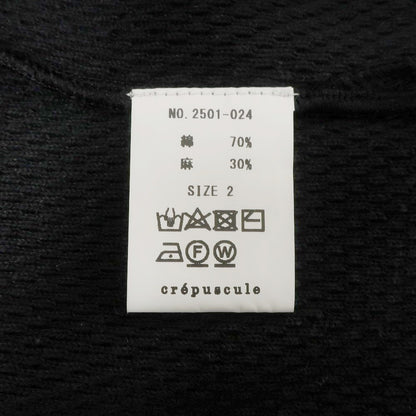 NO. 2501-024
綿 70%
麻 30%
SIZE 2
F W
crépuscule